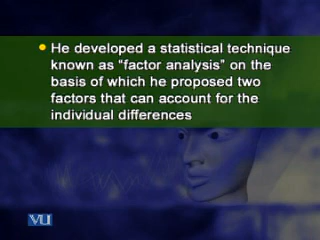 He developed a statistical technique
known as “factor analysis” on the
basis of which he proposed two
factors that can account for the
individual differences
VU